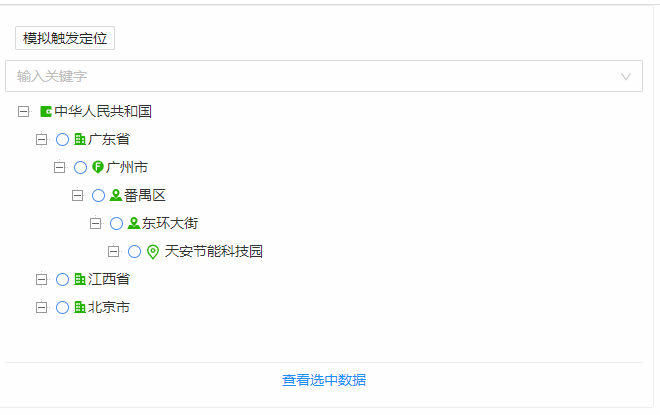 模拟触发定位
输入关键字
中华人民共和国
广东省
广州市
番禺区
东环大街
天安节能科技园
江西省
北京市
查看选中数据